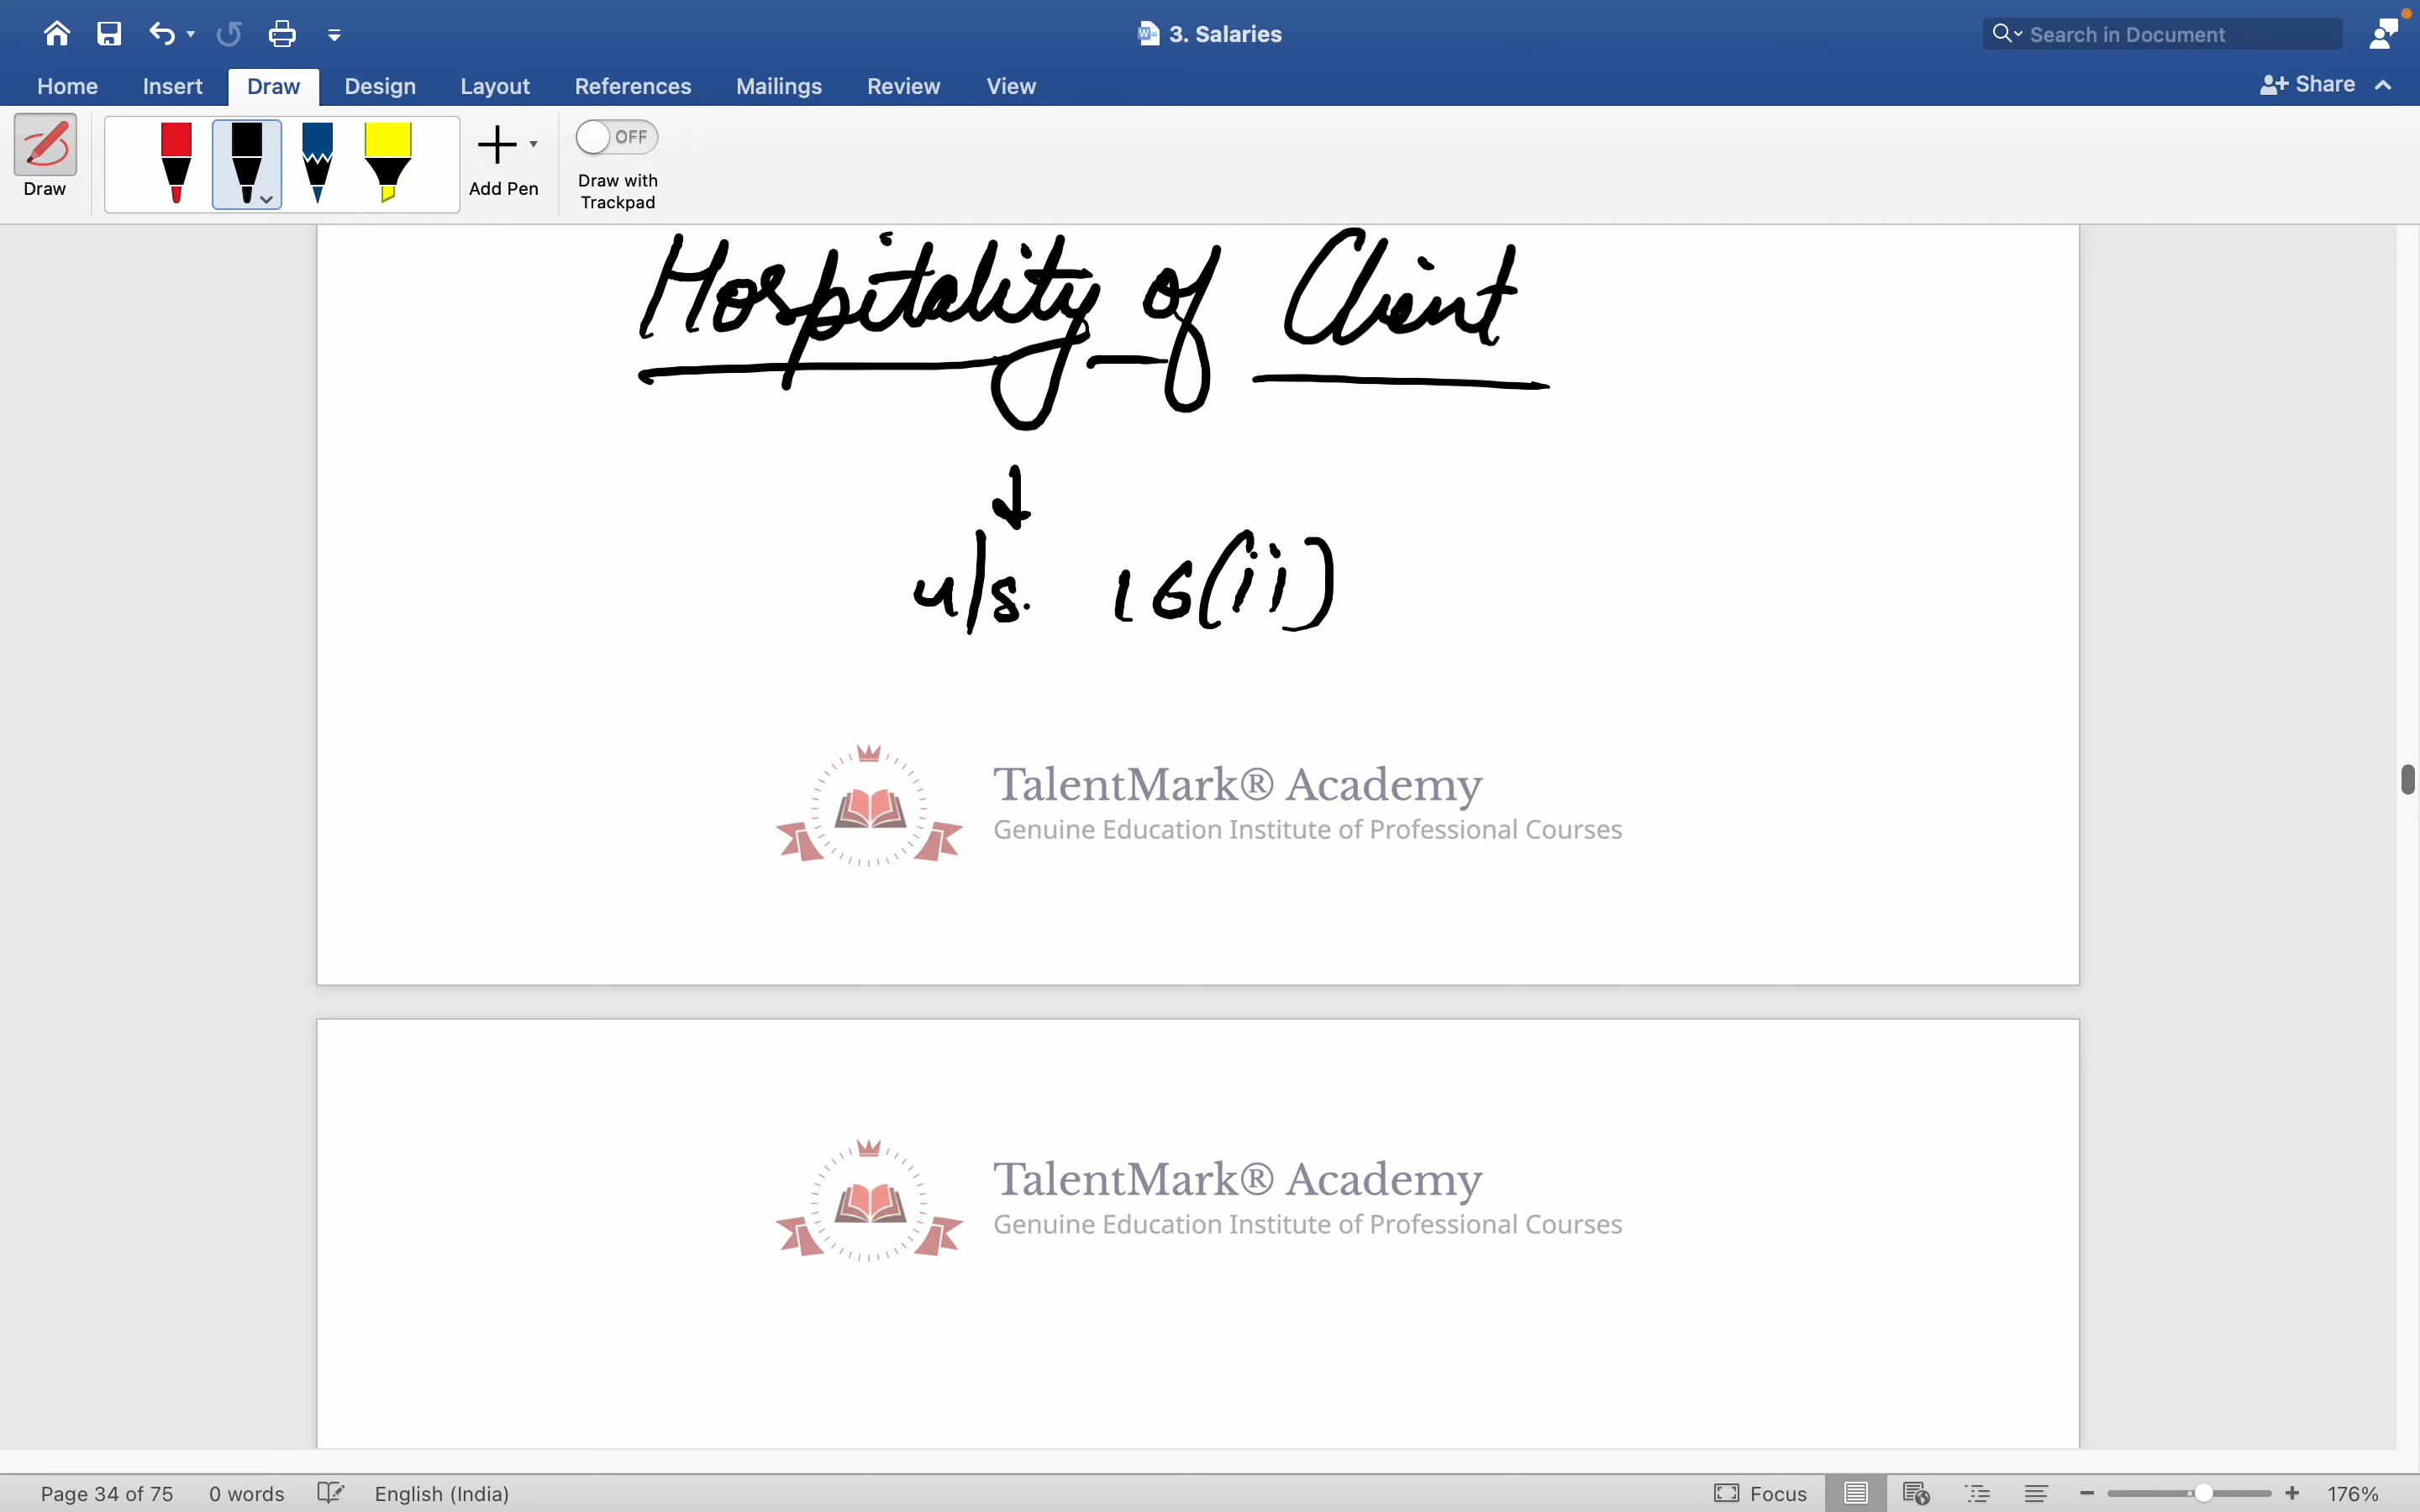 3. Salaries
Search in Document
Home Insert Draw Design Layout References Mailings Review View
Share
Draw
Add Pen
OFF
Draw with
Trackpad
Hospitality of Client
u/s. 16(ii)
TalentMark® Academy
Genuine Education Institute of Professional Courses
TalentMark® Academy
Genuine Education Institute of Professional Courses
Page 34 of 75 0 words English (India) Focus 176%